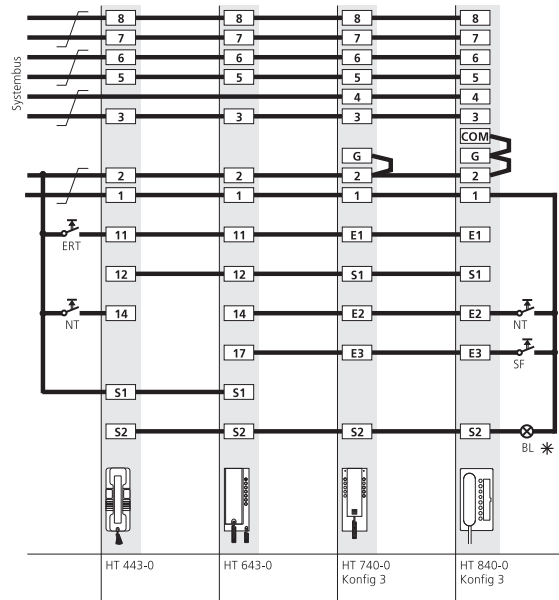 Systembus
8 8 8 8
7 7 7 7
6 6 6 6
5 5 5 5
4 4
3 3 3 3
COM
G G
2 2 2 2
1 1 1 1
ERT 11 11 E1 E1
12 12 S1 S1
NT 14 14 E2 E2 NT
17 E3 E3 SF
S1 S1
S2 S2 S2 S2 BL *
HT 443-0 HT 643-0 HT 740-0 HT 840-0
Konfig 3 Konfig 3